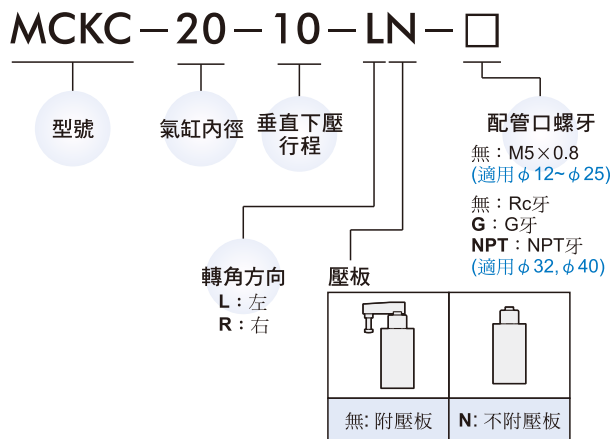 MCKC－20－10－LN－□
型號
氣缸內徑
垂直下壓
行程
配管口螺牙
無：M5×0.8
(適用φ12~φ25)
無：Rc牙
G：G牙
NPT：NPT牙
(適用φ32,φ40)
轉角方向
L：左
R：右
壓板
無: 附壓板
N: 不附壓板